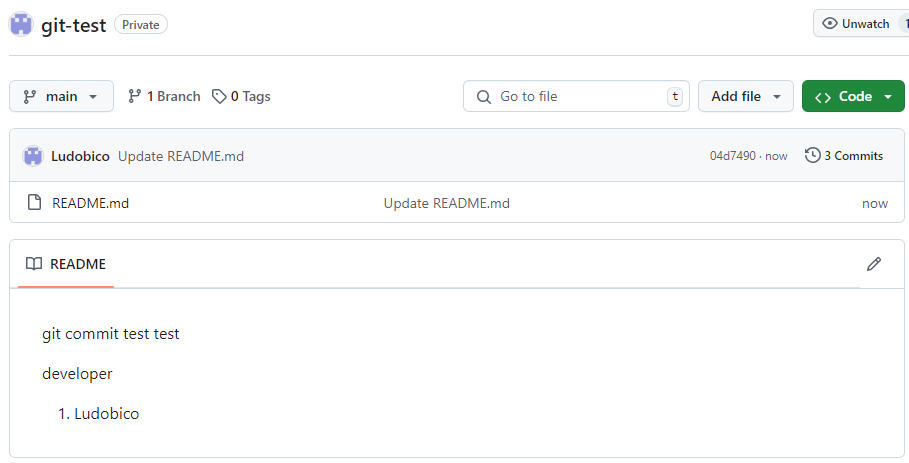 git-test Private Unwatch 1
main 1 Branch 0 Tags Go to file t Add file Code
Ludobico Update README.md 04d7490 · now 3 Commits
README.md Update README.md now
README
git commit test test
developer
1. Ludobico